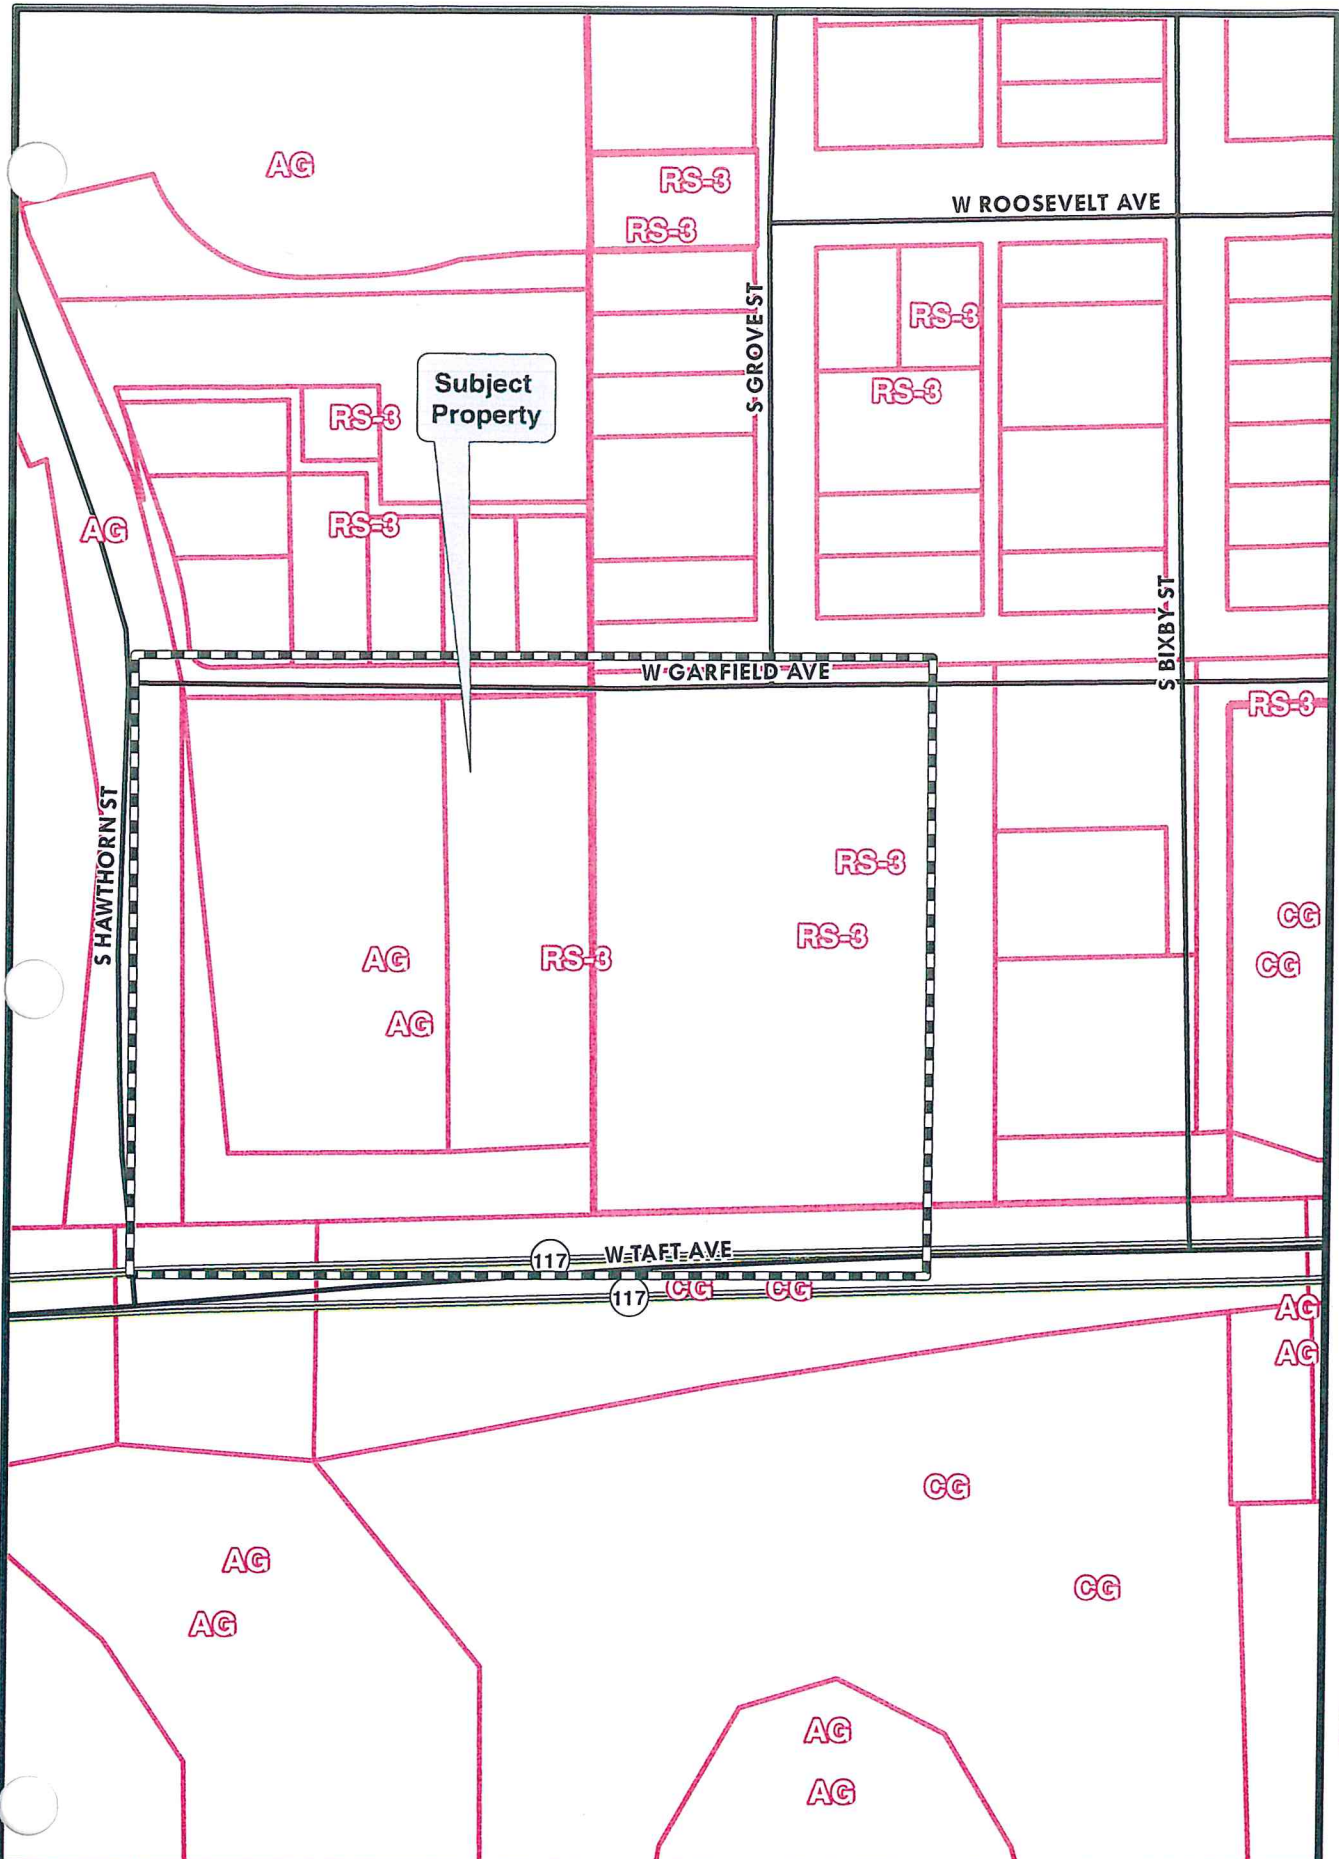 AG
RS-3
W ROOSEVELT AVE
RS-3
S GROVE ST
RS-3
Subject
Property
RS-3
RS-3
RS-3
AG
S BIXBY ST
W GARFIELD AVE
RS-3
S HAWTHORN ST
RS-3
CG
RS-3
AG
RS-3
CG
AG
117
W TAFT AVE
117
CG
CG
AG
AG
CG
AG
CG
AG
AG
AG